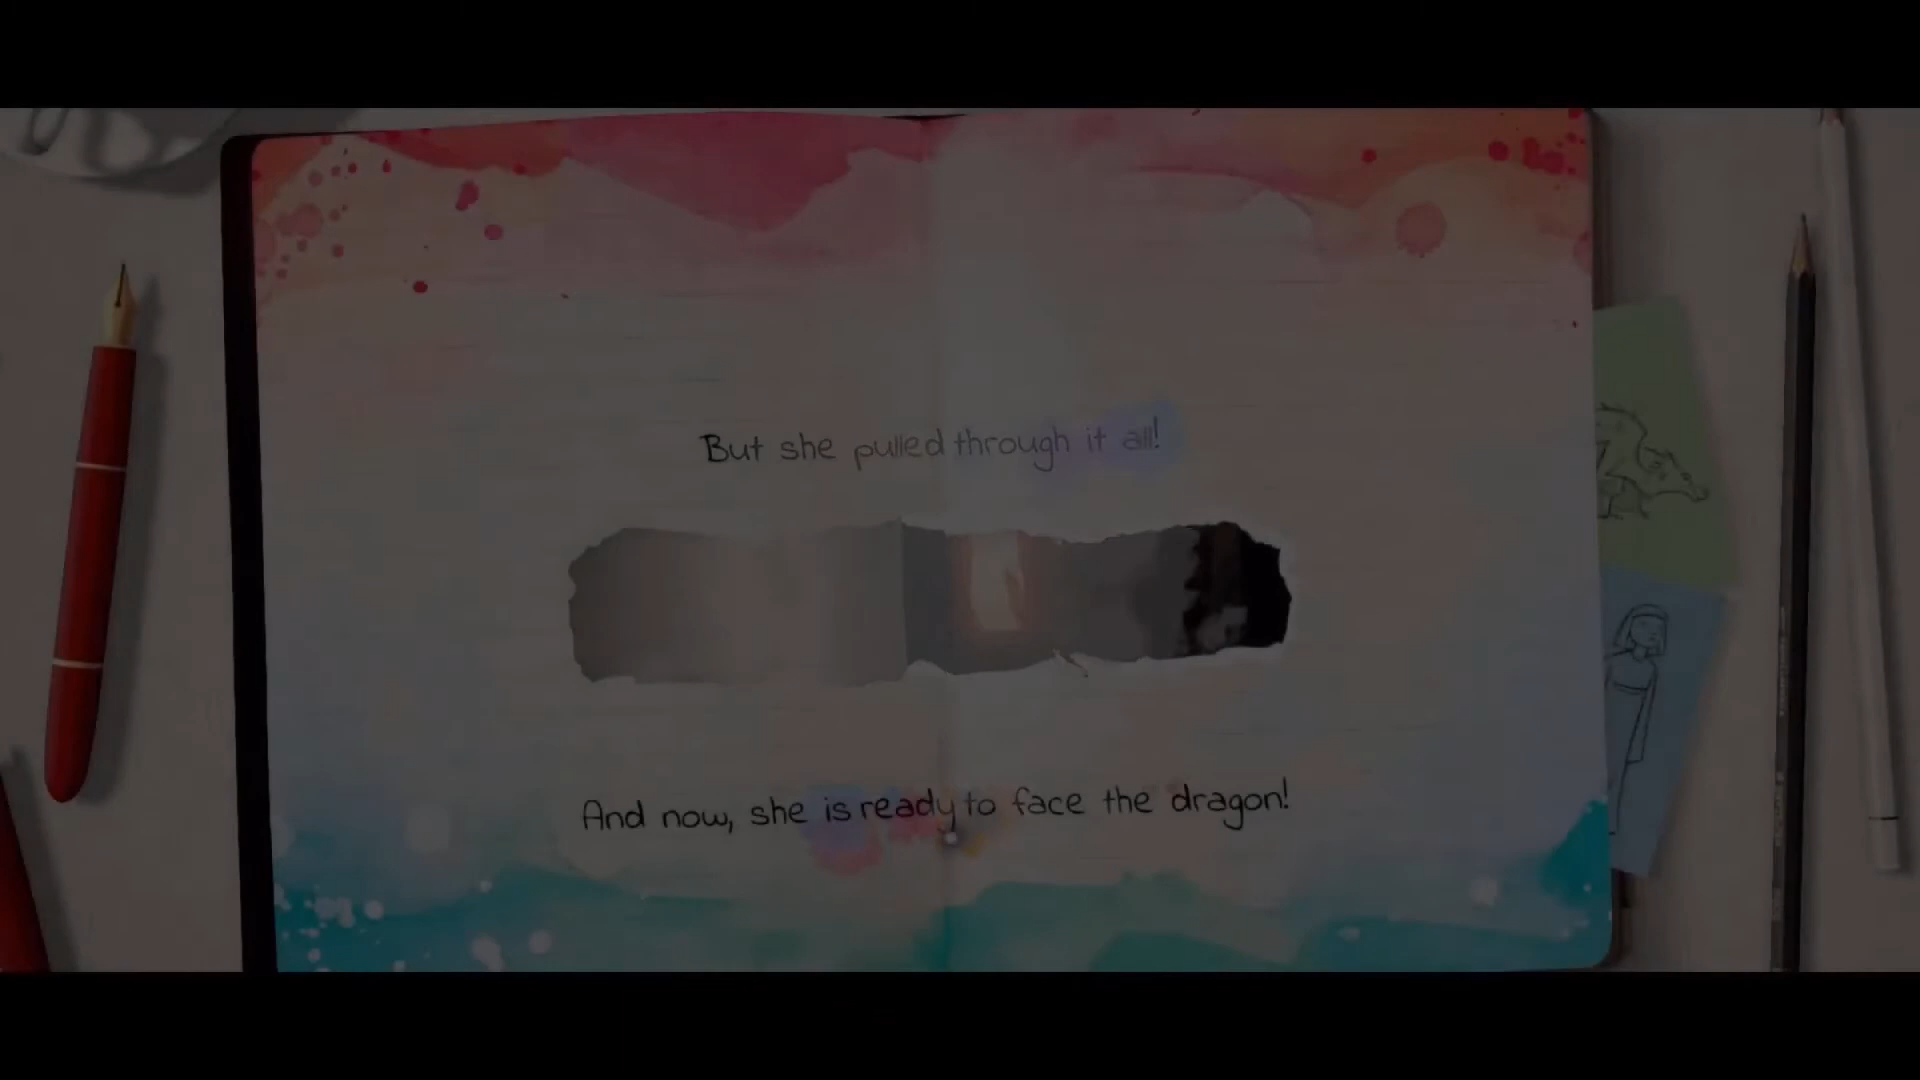 But she pulled through it all!
And now, she is ready to face the dragon!